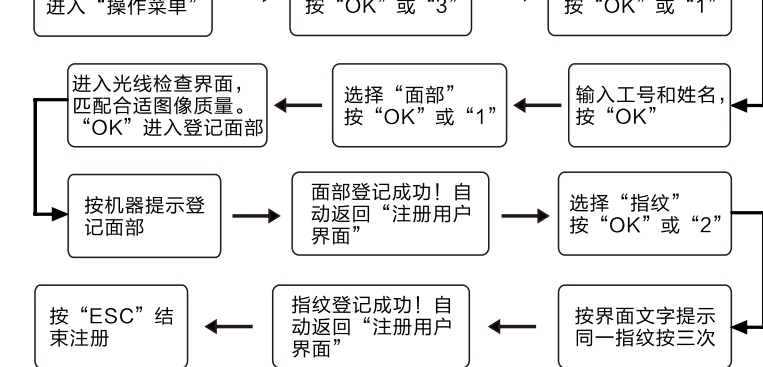 进入“操作菜单”
按“OK”或“3”
按“OK”或“1”
输入工号和姓名，
按“OK”
选择“面部”
按“OK”或“1”
进入光线检查界面，
匹配合适图像质量。
“OK”进入登记面部
按机器提示登
记面部
面部登记成功！自
动返回“注册用户
界面”
选择“指纹”
按“OK”或“2”
按界面文字提示
同一指纹按三次
指纹登记成功！自
动返回“注册用户
界面”
按“ESC”结
束注册